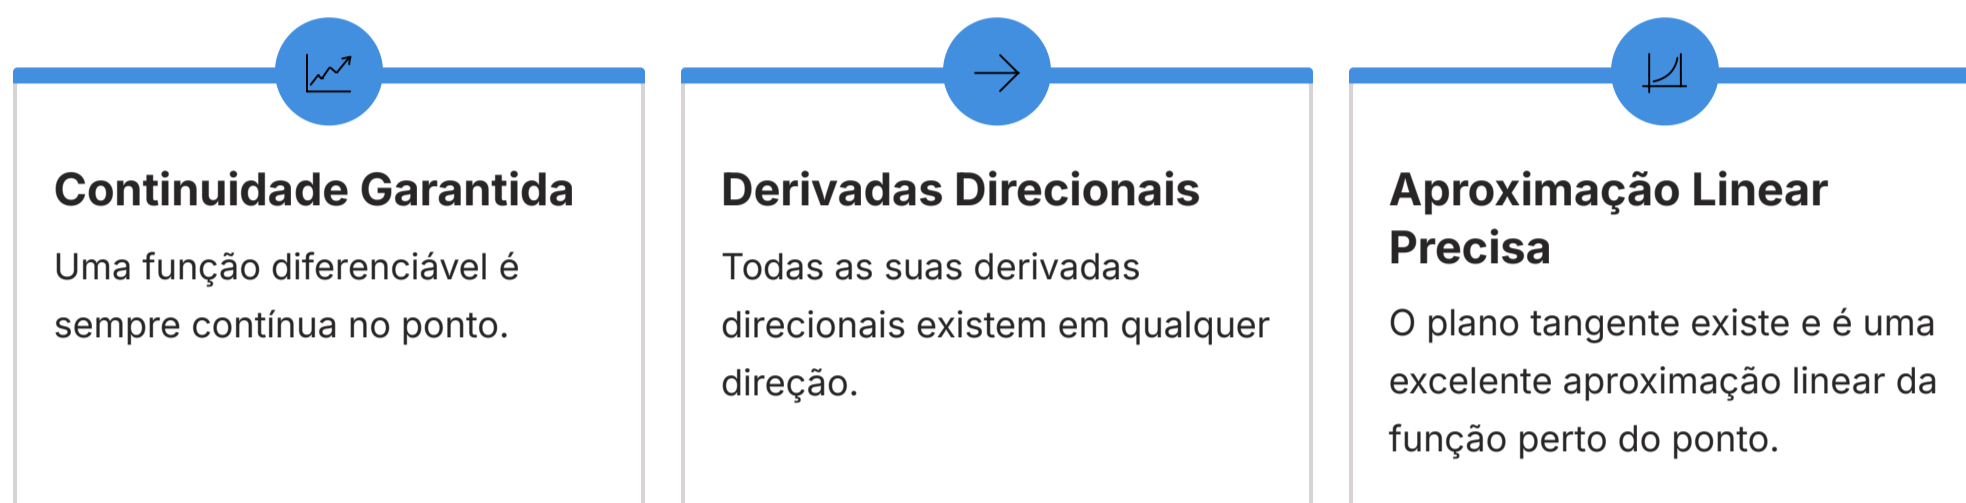 Continuidade Garantida
Uma função diferenciável é
sempre contínua no ponto.
Derivadas Direcionais
Todas as suas derivadas
direcionais existem em qualquer
direção.
Aproximação Linear
Precisa
O plano tangente existe e é uma
excelente aproximação linear da
função perto do ponto.